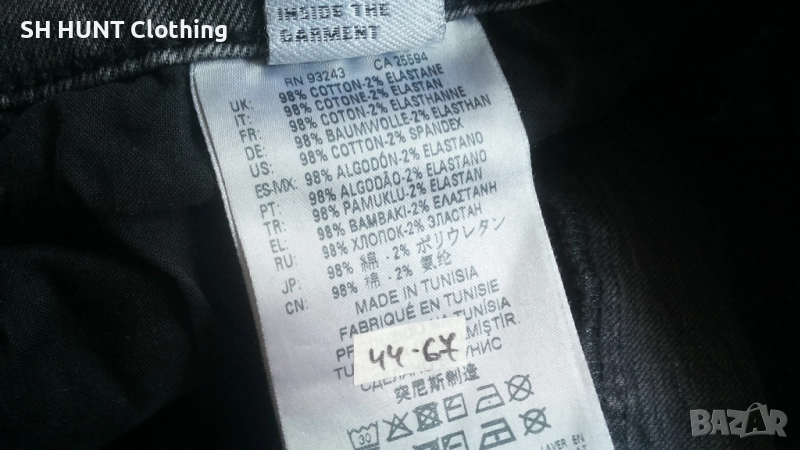 SH HUNT Clothing
INSIDE THE
GARMENT
RN 93243 CA 25594
UK: 98% COTTON-2% ELASTANE
IT: 98% COTONE-2% ELASTAN
FR: 98% COTON-2% ELASTHANNE
DE: 98% BAUMWOLLE-2% ELASTHAN
US: 98% COTTON-2% SPANDEX
ES-MX: 98% ALGODÓN-2% ELASTANO
PT: 98% ALGODÃO-2% ELASTANO
TR: 98% PAMUKLU-2% ELASTAN
EL: 98% ΒΑΜΒΑΚΙ-2% ΕΛΑΣΤΑΝΗ
RU: 98% ХЛОПОК-2% ЭЛАСТАН
JP: 98% 綿 -2% ポリウレタン
CN: 98% 棉 -2% 氨纶
MADE IN TUNISIA
FABRIQUÉ EN TUNISIE
TUNISIA
44-67
突尼斯制造
30
BAZAR